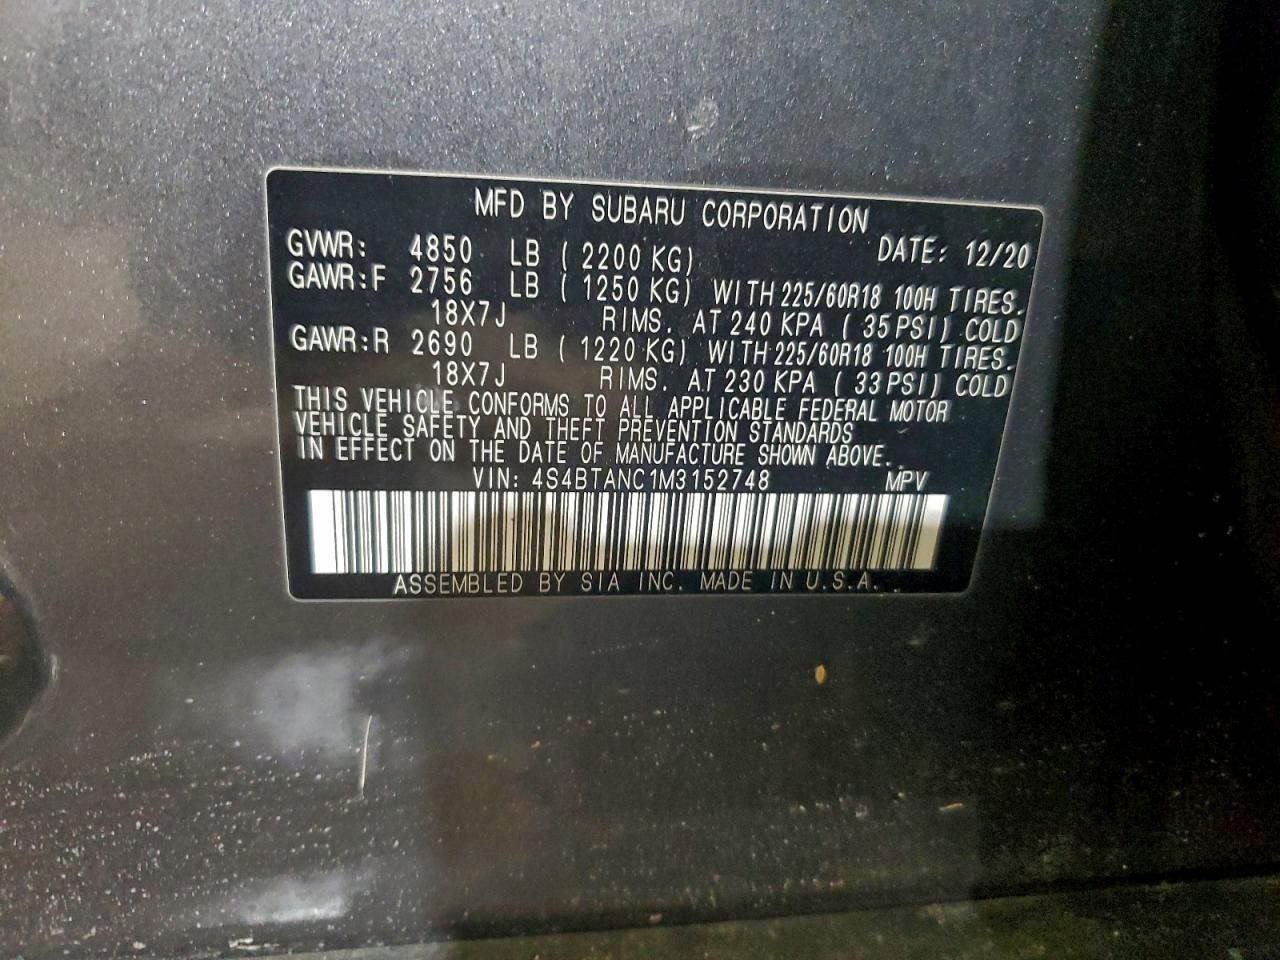 MFD BY SUBARU CORPORATION
GVWR: 4850 LB ( 2200 KG) DATE: 12/20
GAWR:F 2756 LB ( 1250 KG) WITH 225/60R18 100H TIRES.
18X7J RIMS. AT 240 KPA ( 35 PSI) COLD
GAWR:R 2690 LB ( 1220 KG) WITH 225/60R18 100H TIRES.
18X7J RIMS. AT 230 KPA ( 33 PSI) COLD
THIS VEHICLE CONFORMS TO ALL APPLICABLE FEDERAL MOTOR
VEHICLE SAFETY AND THEFT PREVENTION STANDARDS
IN EFFECT ON THE DATE OF MANUFACTURE SHOWN ABOVE.
VIN: 4S4BTANC1M3152748 MPV
ASSEMBLED BY SIA INC. MADE IN U.S.A.